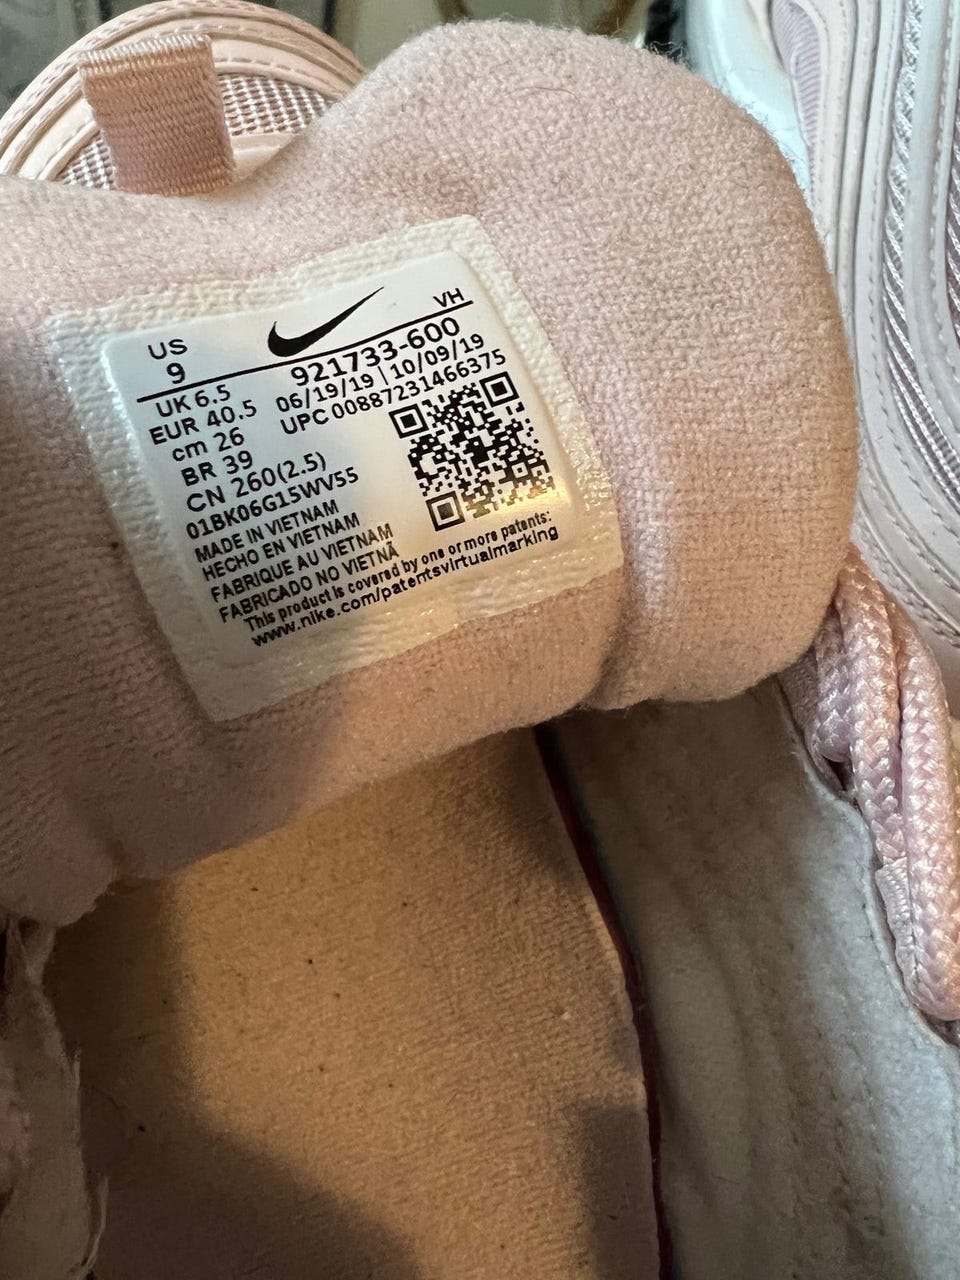 US
9
VH
UK 6.5
921733-600
EUR 40.5
06/19/19 | 10/09/19
cm 26
UPC 00887231466375
BR 39
CN 260(2.5)
01BK06G15WV55
MADE IN VIETNAM
HECHO EN VIETNAM
FABRIQUE AU VIETNAM
FABRICADO NO VIETNÃ
This product is covered by one or more patents:
www.nike.com/patentsvirtualmarking